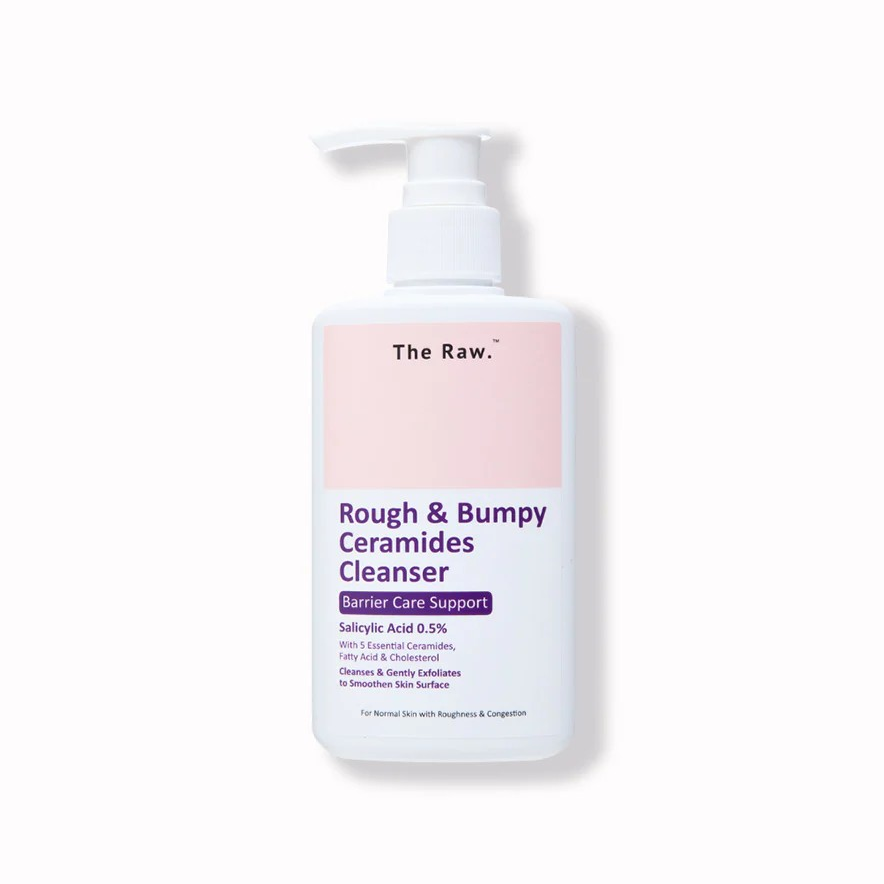 The Raw.™
Rough & Bumpy
Ceramides
Cleanser
Barrier Care Support
Salicylic Acid 0.5%
With 5 Essential Ceramides,
Fatty Acid & Cholesterol
Cleanses & Gently Exfoliates
to Smoothen Skin Surface
For Normal Skin with Roughness & Congestion